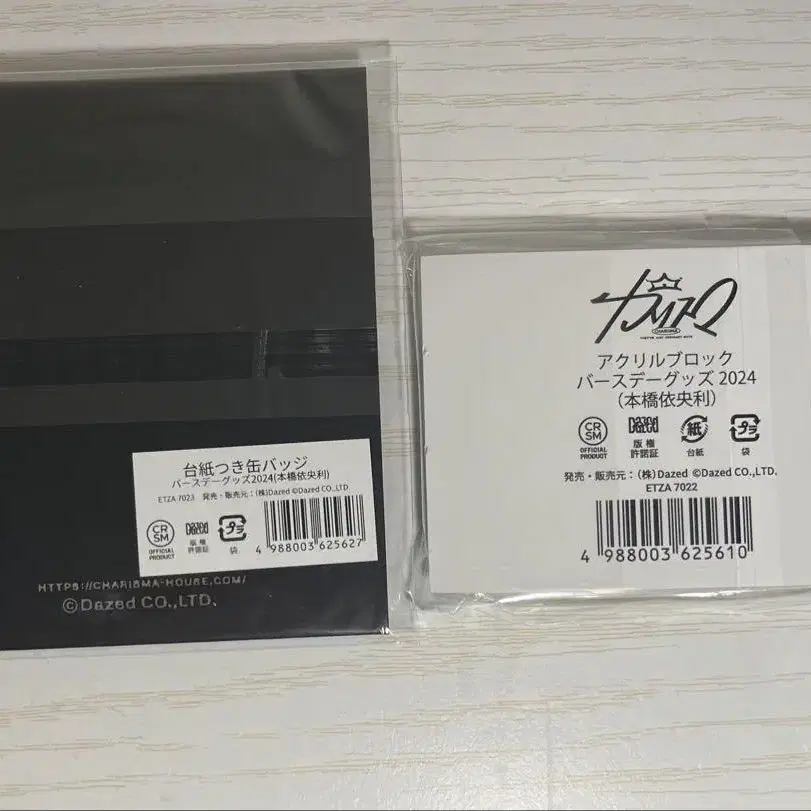 台紙つき缶バッジ
バースデーグッズ2024(本橋依央利)
ETZA 7023 発売・販売元:(株)Dazed ©Dazed CO.,LTD.
CR
SM
OFFICIAL
PRODUCT
Dazed
版権
許諾証
プラ
袋
4 988003 625627
HTTPS://CHARISMA-HOUSE.COM/
©Dazed CO.,LTD.
CHARISMA
アクリルブロック
バースデーグッズ 2024
(本橋依央利)
CR
SM
OFFICIAL
PRODUCT
Dazed
版権
許諾証
紙
台紙
プラ
袋
発売・販売元:(株)Dazed ©Dazed CO.,LTD.
ETZA 7022
4 988003 625610